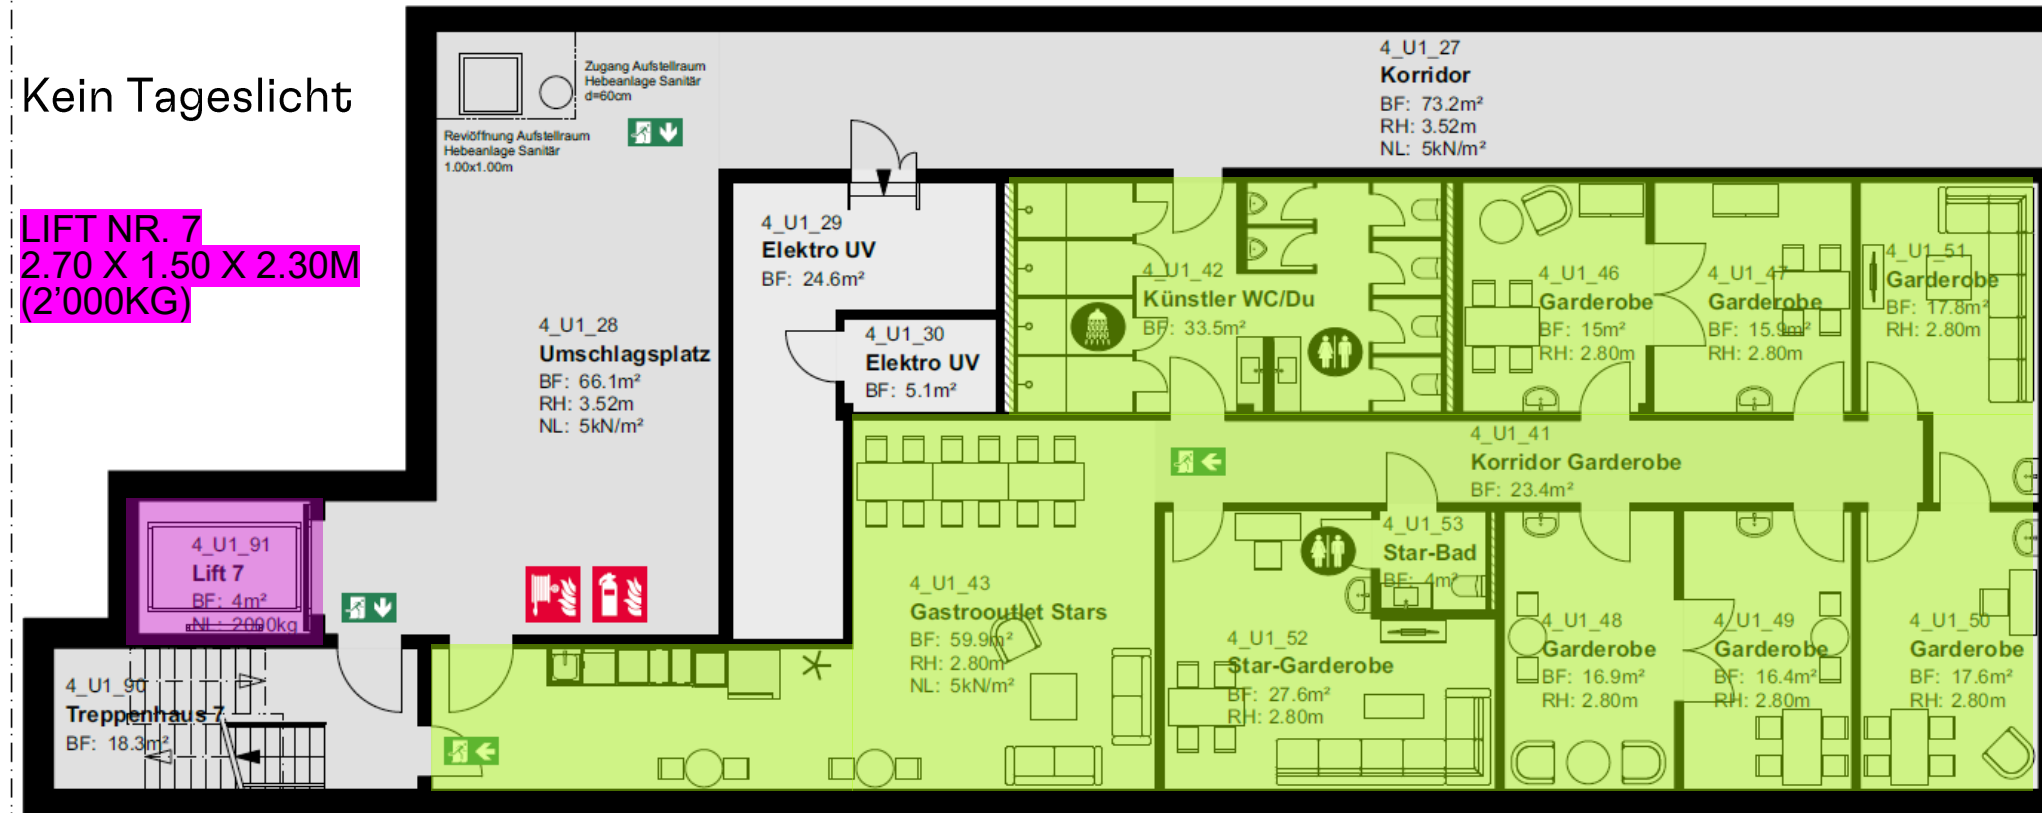 Kein Tageslicht
LIFT NR. 7
2.70 X 1.50 X 2.30M
(2'000KG)
Zugang Aufstellraum
Hebeanlage Sanitär
d=60cm
Reviöffnung Aufstellraum
Hebeanlage Sanitär
1.00x1.00m
4_U1_27
Korridor
BF: 73.2m²
RH: 3.52m
NL: 5kN/m²
4_U1_29
Elektro UV
BF: 24.6m²
4_U1_28
Umschlagsplatz
BF: 66.1m²
RH: 3.52m
NL: 5kN/m²
4_U1_30
Elektro UV
BF: 5.1m²
4_U1_42
Künstler WC/Du
BF: 33.5m²
4_U1_46
Garderobe
BF: 15m²
RH: 2.80m
4_U1_47
Garderobe
BF: 15.9m²
RH: 2.80m
4_U1_51
Garderobe
BF: 17.8m²
RH: 2.80m
4_U1_41
Korridor Garderobe
BF: 23.4m²
4_U1_91
Lift 7
BF: 4m²
NL: 2000kg
4_U1_43
Gastrooutlet Stars
BF: 59.9m²
RH: 2.80m
NL: 5kN/m²
4_U1_53
Star-Bad
BF: 4m²
4_U1_52
Star-Garderobe
BF: 27.6m²
RH: 2.80m
4_U1_48
Garderobe
BF: 16.9m²
RH: 2.80m
4_U1_49
Garderobe
BF: 16.4m²
RH: 2.80m
4_U1_50
Garderobe
BF: 17.6m²
RH: 2.80m
4_U1_90
Treppenhaus 7
BF: 18.3m²